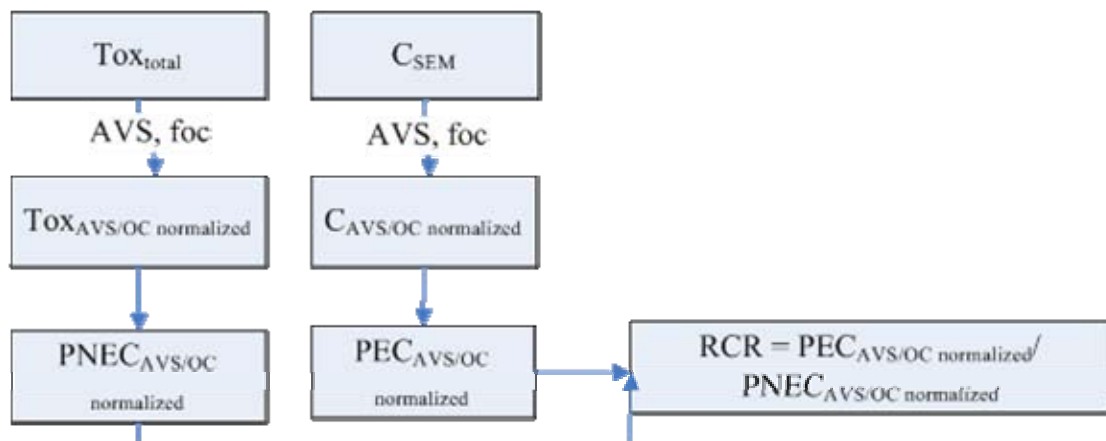 Toxtotal
CSEM
AVS, foc
AVS, foc
ToxAVS/OC normalized
CAVS/OC normalized
PNECAVS/OC
normalized
PECAVS/OC
normalized
RCR = PECAVS/OC normalized/
PNECAVS/OC normalized